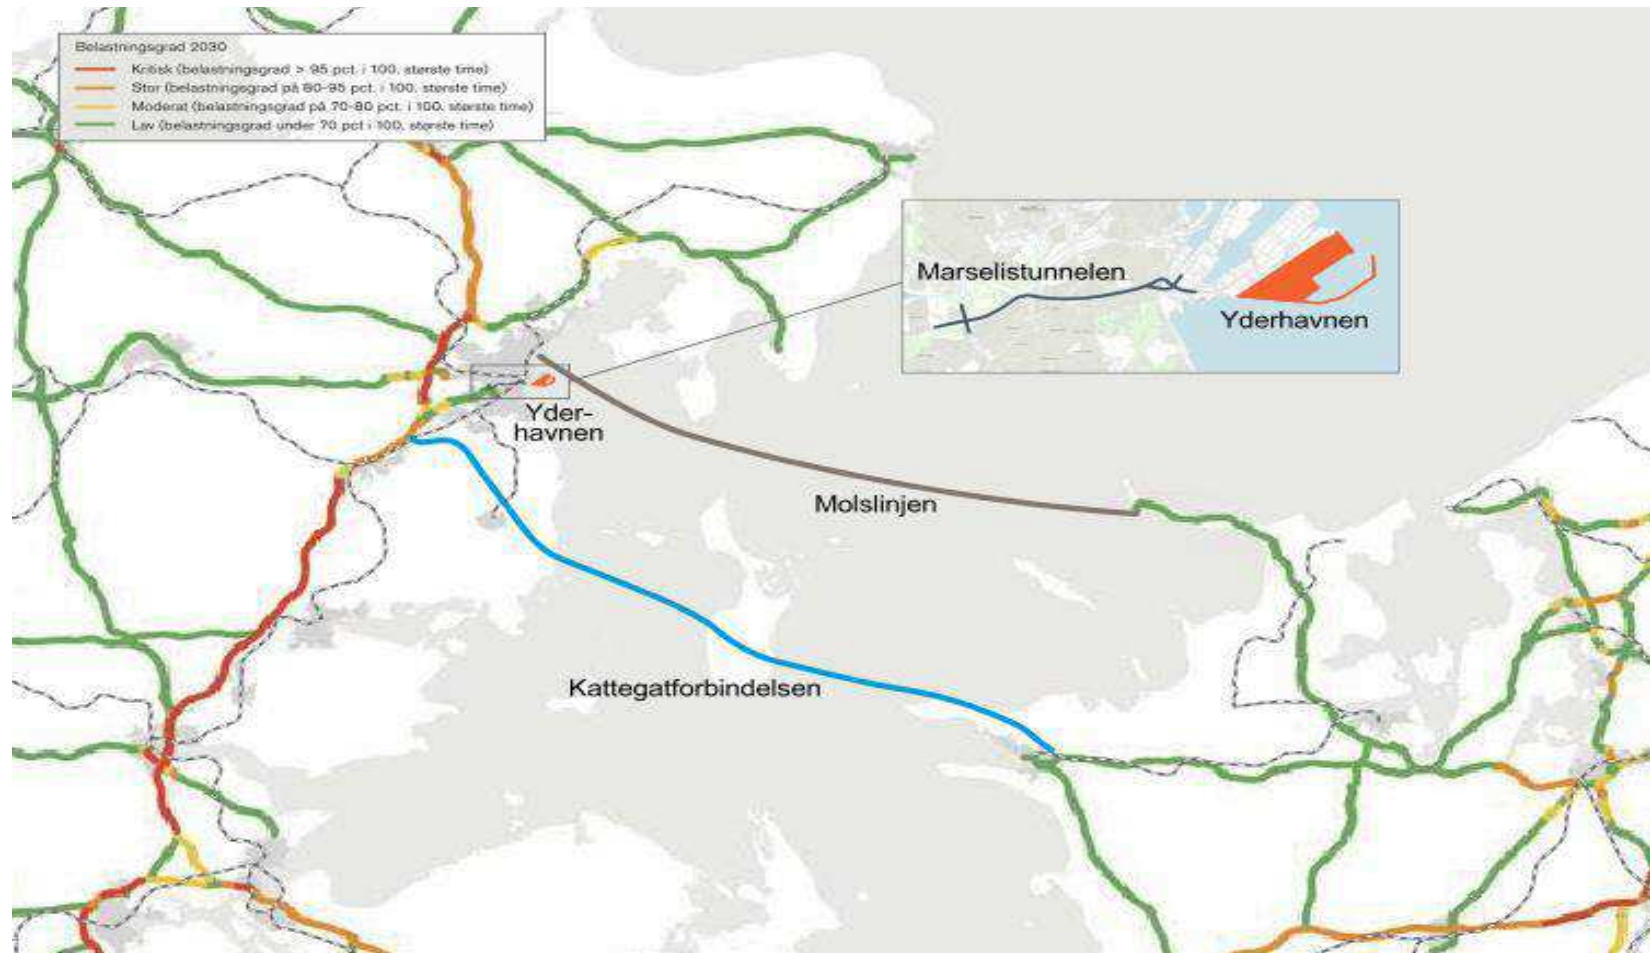 Belastningsgrad 2030
Kritisk (belastningsgrad > 95 pct. i 100. største time)
Stor (belastningsgrad på 80-95 pct. i 100. største time)
Moderat (belastningsgrad på 70-80 pct. i 100. største time)
Lav (belastningsgrad under 70 pct i 100. største time)
Marselistunnelen
Yderhavnen
Yder-
havnen
Molslinjen
Kattegatforbindelsen